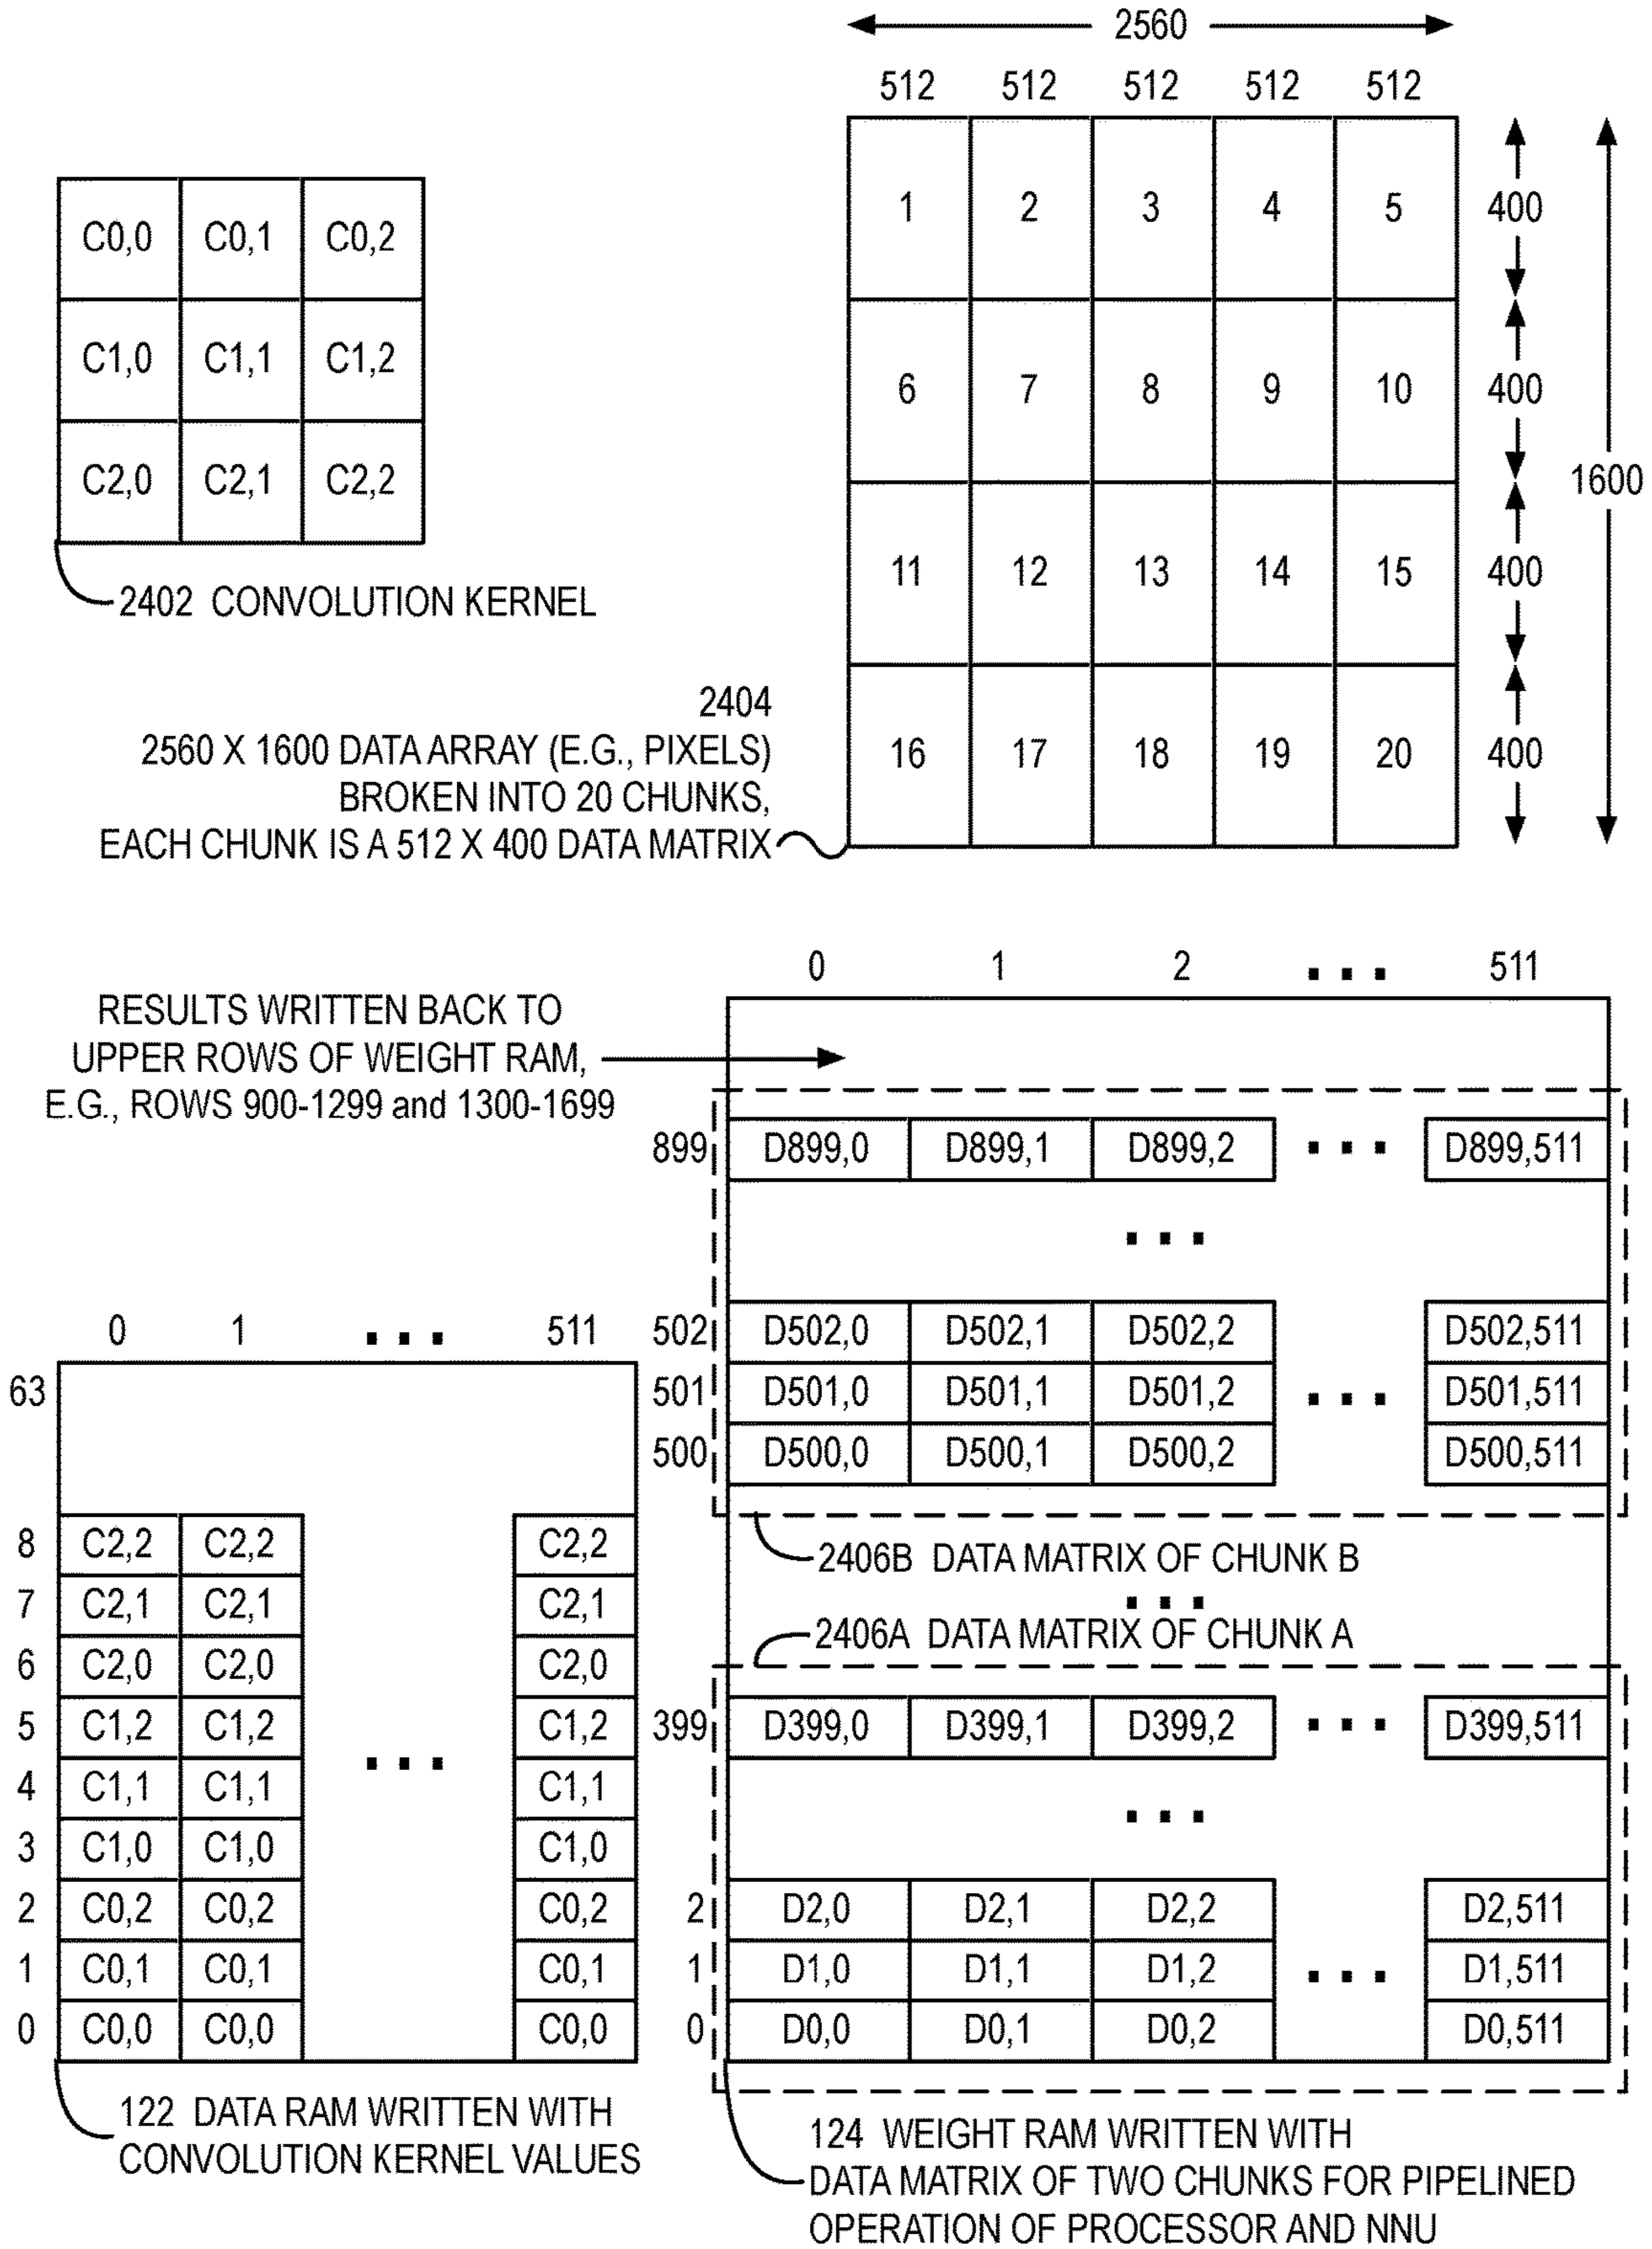 2560
512 512 512 512 512
C0,0 C0,1 C0,2
C1,0 C1,1 C1,2
C2,0 C2,1 C2,2
2402 CONVOLUTION KERNEL
1 2 3 4 5 400
6 7 8 9 10 400
1600
11 12 13 14 15 400
16 17 18 19 20 400
2404
2560 X 1600 DATA ARRAY (E.G., PIXELS)
BROKEN INTO 20 CHUNKS,
EACH CHUNK IS A 512 X 400 DATA MATRIX
RESULTS WRITTEN BACK TO
UPPER ROWS OF WEIGHT RAM,
E.G., ROWS 900-1299 and 1300-1699
0 1 2 ... 511
899 D899,0 D899,1 D899,2 ... D899,511
...
502 D502,0 D502,1 D502,2 D502,511
501 D501,0 D501,1 D501,2 ... D501,511
500 D500,0 D500,1 D500,2 D500,511
2406B DATA MATRIX OF CHUNK B
...
2406A DATA MATRIX OF CHUNK A
399 D399,0 D399,1 D399,2 ... D399,511
...
2 D2,0 D2,1 D2,2 D2,511
1 D1,0 D1,1 D1,2 ... D1,511
0 D0,0 D0,1 D0,2 D0,511
124 WEIGHT RAM WRITTEN WITH
DATA MATRIX OF TWO CHUNKS FOR PIPELINED
OPERATION OF PROCESSOR AND NNU
0 1 ... 511
63
8 C2,2 C2,2 C2,2
7 C2,1 C2,1 C2,1
6 C2,0 C2,0 C2,0
5 C1,2 C1,2 C1,2
4 C1,1 C1,1 ... C1,1
3 C1,0 C1,0 C1,0
2 C0,2 C0,2 C0,2
1 C0,1 C0,1 C0,1
0 C0,0 C0,0 C0,0
122 DATA RAM WRITTEN WITH
CONVOLUTION KERNEL VALUES